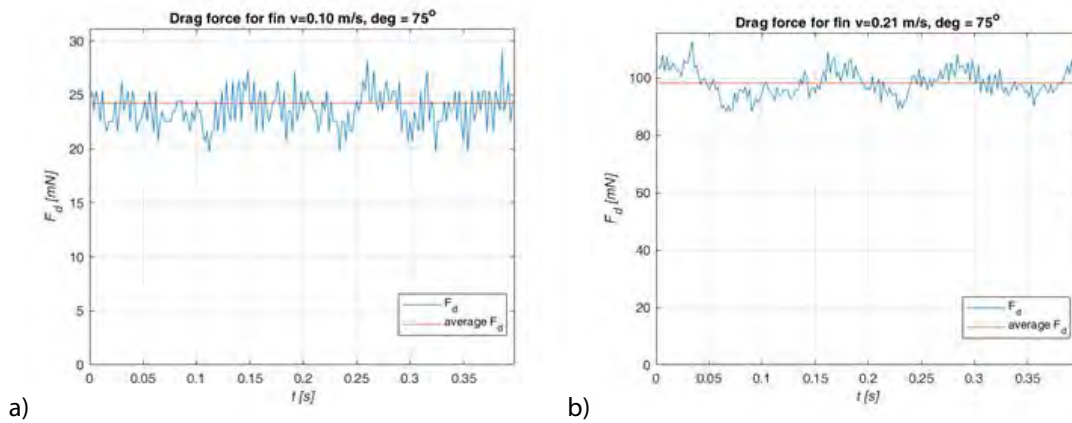 Drag force for fin v=0.10 m/s, deg = 75°
30
25
20
15
10
5
0
F_d [mN]
0 0.05 0.1 0.15 0.2 0.25 0.3 0.35
t [s]
F_d
average F_d
a)
Drag force for fin v=0.21 m/s, deg = 75°
100
80
60
40
20
0
F_d [mN]
0 0.05 0.1 0.15 0.2 0.25 0.3 0.35
t [s]
F_d
average F_d
b)